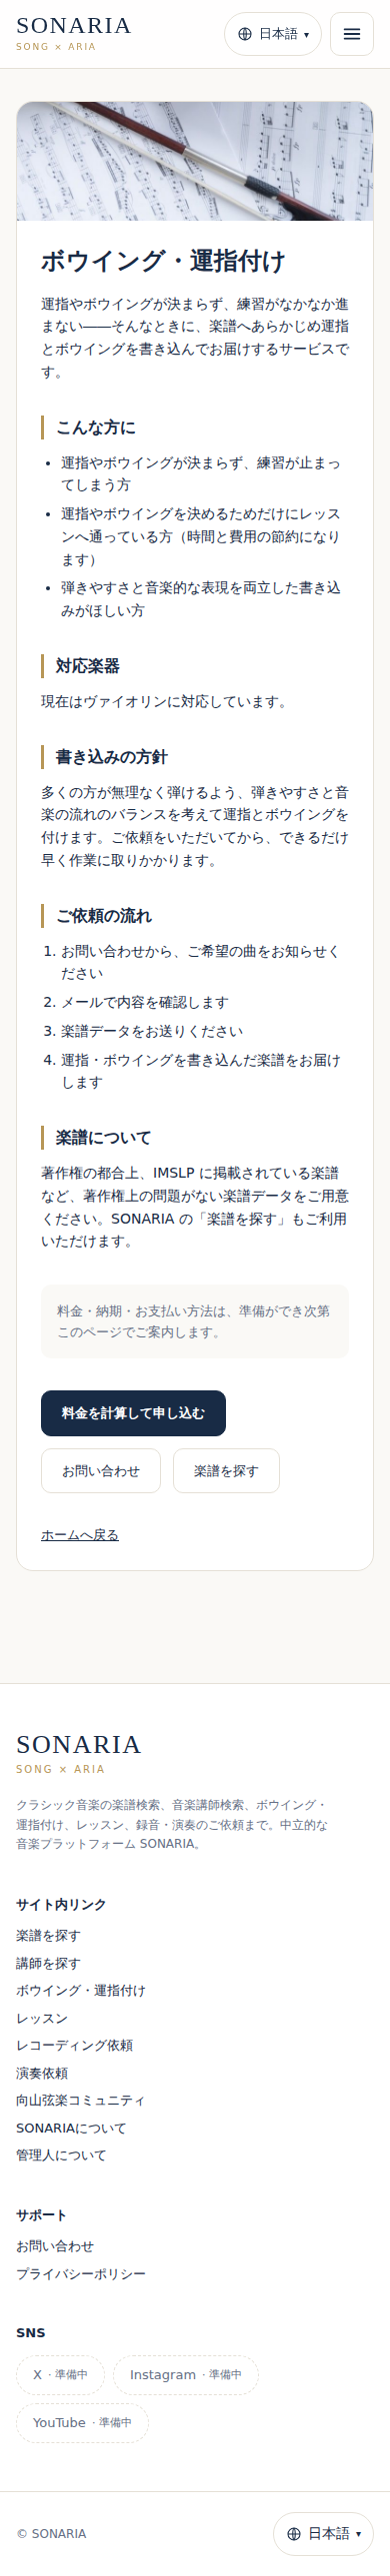 SONARIA
SONG × ARIA
日本語 ▾
ボウイング・運指付け
運指やボウイングが決まらず、練習がなかなか進
まない――そんなときに、楽譜へあらかじめ運指
とボウイングを書き込んでお届けするサービスで
す。
こんな方に
• 運指やボウイングが決まらず、練習が止まっ
てしまう方
• 運指やボウイングを決めるためだけにレッス
ンへ通っている方（時間と費用の節約になり
ます）
• 弾きやすさと音楽的な表現を両立した書き込
みがほしい方
対応楽器
現在はヴァイオリンに対応しています。
書き込みの方針
多くの方が無理なく弾けるよう、弾きやすさと音
楽の流れのバランスを考えて運指とボウイングを
付けます。ご依頼をいただいてから、できるだけ
早く作業に取りかかります。
ご依頼の流れ
1. お問い合わせから、ご希望の曲をお知らせく
ださい
2. メールで内容を確認します
3. 楽譜データをお送りください
4. 運指・ボウイングを書き込んだ楽譜をお届け
します
楽譜について
著作権の都合上、IMSLP に掲載されている楽譜
など、著作権上の問題がない楽譜データをご用意
ください。SONARIA の「楽譜を探す」もご利用
いただけます。
料金・納期・お支払い方法は、準備ができ次第
このページでご案内します。
料金を計算して申し込む
お問い合わせ
楽譜を探す
ホームへ戻る
SONARIA
SONG × ARIA
クラシック音楽の楽譜検索、音楽講師検索、ボウイング・
運指付け、レッスン、録音・演奏のご依頼まで。中立的な
音楽プラットフォーム SONARIA。
サイト内リンク
楽譜を探す
講師を探す
ボウイング・運指付け
レッスン
レコーディング依頼
演奏依頼
向山弦楽コミュニティ
SONARIAについて
管理人について
サポート
お問い合わせ
プライバシーポリシー
SNS
X · 準備中
Instagram · 準備中
YouTube · 準備中
© SONARIA
日本語 ▾